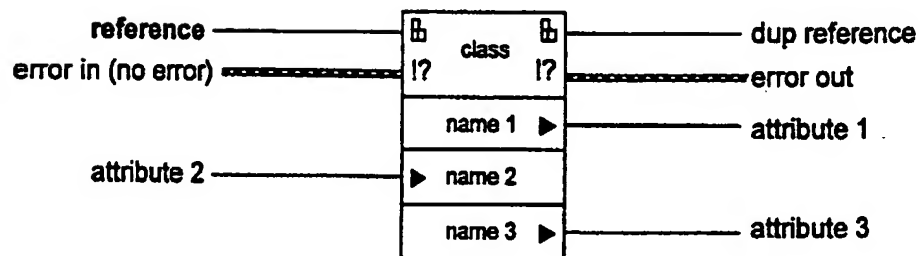 reference class dup reference
error in (no error) !? !? error out
name 1 attribute 1
attribute 2 name 2
name 3 attribute 3